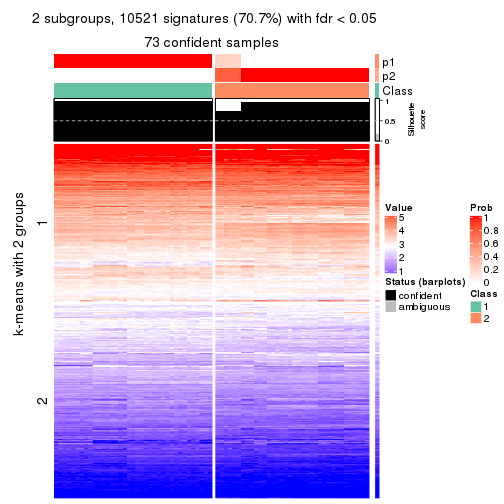 2 subgroups, 10521 signatures (70.7%) with fdr < 0.05
73 confident samples
p1
p2
Class
1
0.5
0
Silhouette
score
k-means with 2 groups
1
2
Value
5
4
3
2
1
Status (barplots)
confident
ambiguous
Prob
1
0.8
0.6
0.4
0.2
0
Class
1
2